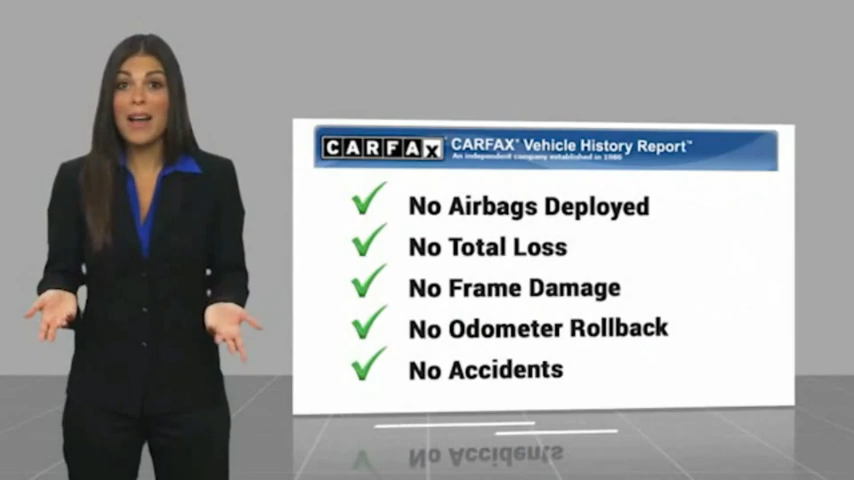 CARFAX CARFAX® Vehicle History Report™
An independent company established in 1986
No Airbags Deployed
No Total Loss
No Frame Damage
No Odometer Rollback
No Accidents
No Accidents